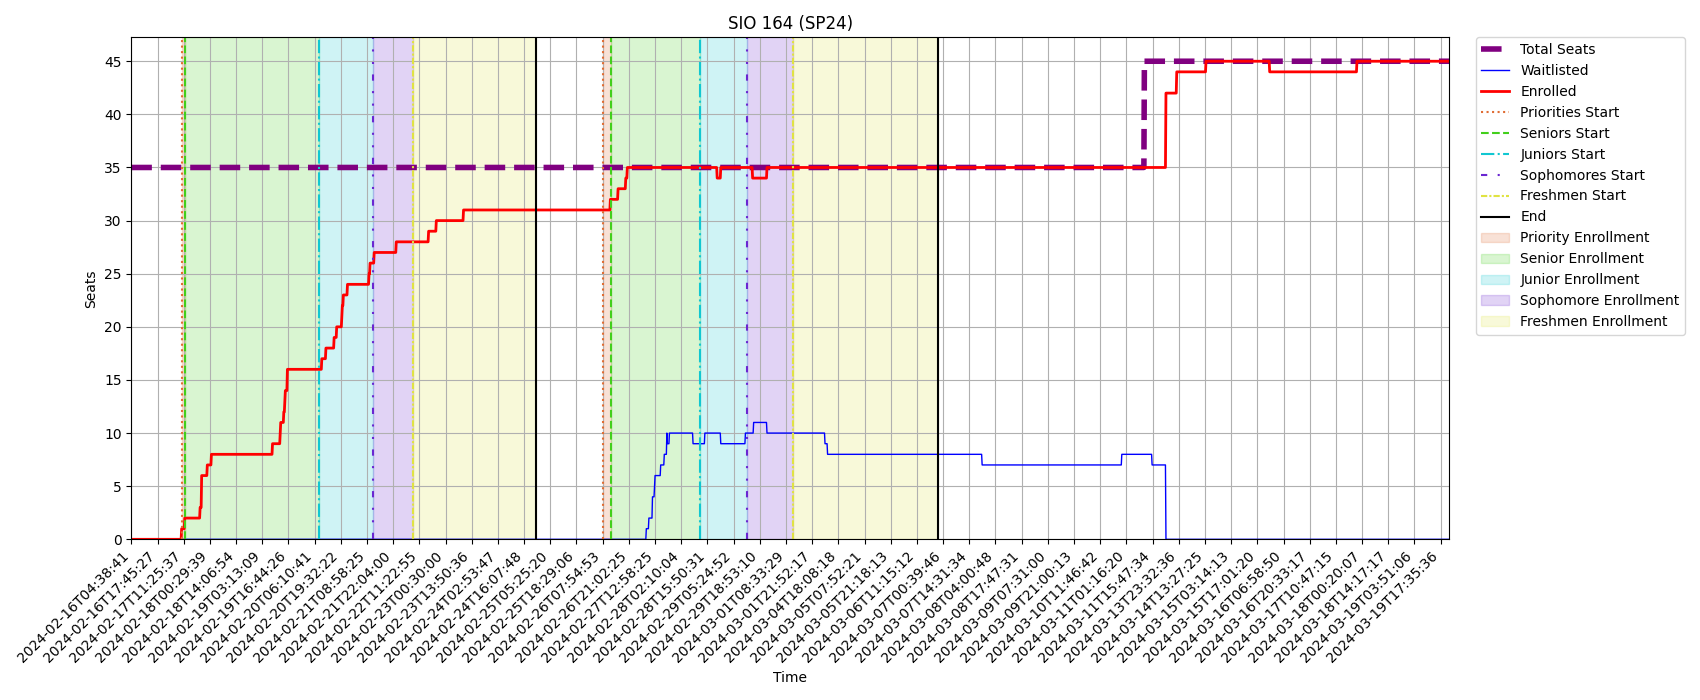 SIO 164 (SP24)
Seats
45
40
35
30
25
20
15
10
5
0
2024-02-16T04:38:41
2024-02-16T17:45:27
2024-02-17T11:25:37
2024-02-18T00:29:39
2024-02-18T14:06:54
2024-02-19T03:13:09
2024-02-19T16:44:26
2024-02-20T06:10:41
2024-02-20T19:32:22
2024-02-21T08:58:25
2024-02-21T22:04:00
2024-02-22T11:22:55
2024-02-23T00:30:00
2024-02-23T13:50:36
2024-02-24T02:53:47
2024-02-24T16:07:48
2024-02-25T05:25:20
2024-02-25T18:29:06
2024-02-26T07:54:53
2024-02-26T21:02:25
2024-02-27T12:58:25
2024-02-28T02:10:04
2024-02-28T15:50:31
2024-02-29T05:24:52
2024-02-29T18:53:10
2024-03-01T08:33:29
2024-03-01T21:52:17
2024-03-04T18:08:18
2024-03-05T07:52:21
2024-03-05T21:18:13
2024-03-06T11:15:12
2024-03-07T00:39:46
2024-03-07T14:31:34
2024-03-08T04:00:48
2024-03-08T17:47:31
2024-03-09T07:31:00
2024-03-09T21:00:13
2024-03-10T11:46:42
2024-03-11T01:16:20
2024-03-11T15:47:34
2024-03-13T23:32:36
2024-03-14T13:27:25
2024-03-15T03:14:13
2024-03-15T17:01:20
2024-03-16T06:58:50
2024-03-16T20:33:17
2024-03-17T10:47:15
2024-03-18T00:20:07
2024-03-18T14:17:17
2024-03-19T03:51:06
2024-03-19T17:35:36
Time
Total Seats
Waitlisted
Enrolled
Priorities Start
Seniors Start
Juniors Start
Sophomores Start
Freshmen Start
End
Priority Enrollment
Senior Enrollment
Junior Enrollment
Sophomore Enrollment
Freshmen Enrollment